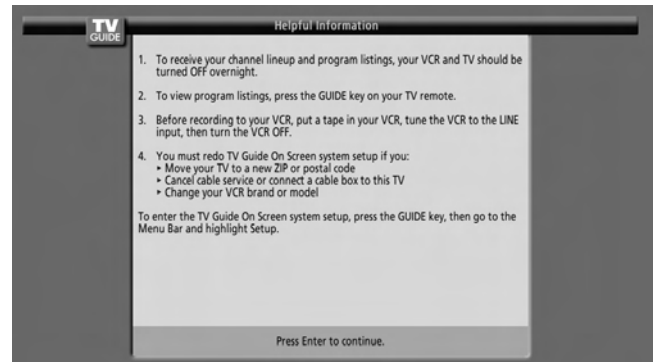 TV
GUIDE
Helpful Information
1. To receive your channel lineup and program listings, your VCR and TV should be
turned OFF overnight.
2. To view program listings, press the GUIDE key on your TV remote.
3. Before recording to your VCR, put a tape in your VCR, tune the VCR to the LINE
input, then turn the VCR OFF.
4. You must redo TV Guide On Screen system setup if you:
▸ Move your TV to a new ZIP or postal code
▸ Cancel cable service or connect a cable box to this TV
▸ Change your VCR brand or model
To enter the TV Guide On Screen system setup, press the GUIDE key, then go to the
Menu Bar and highlight Setup.
Press Enter to continue.